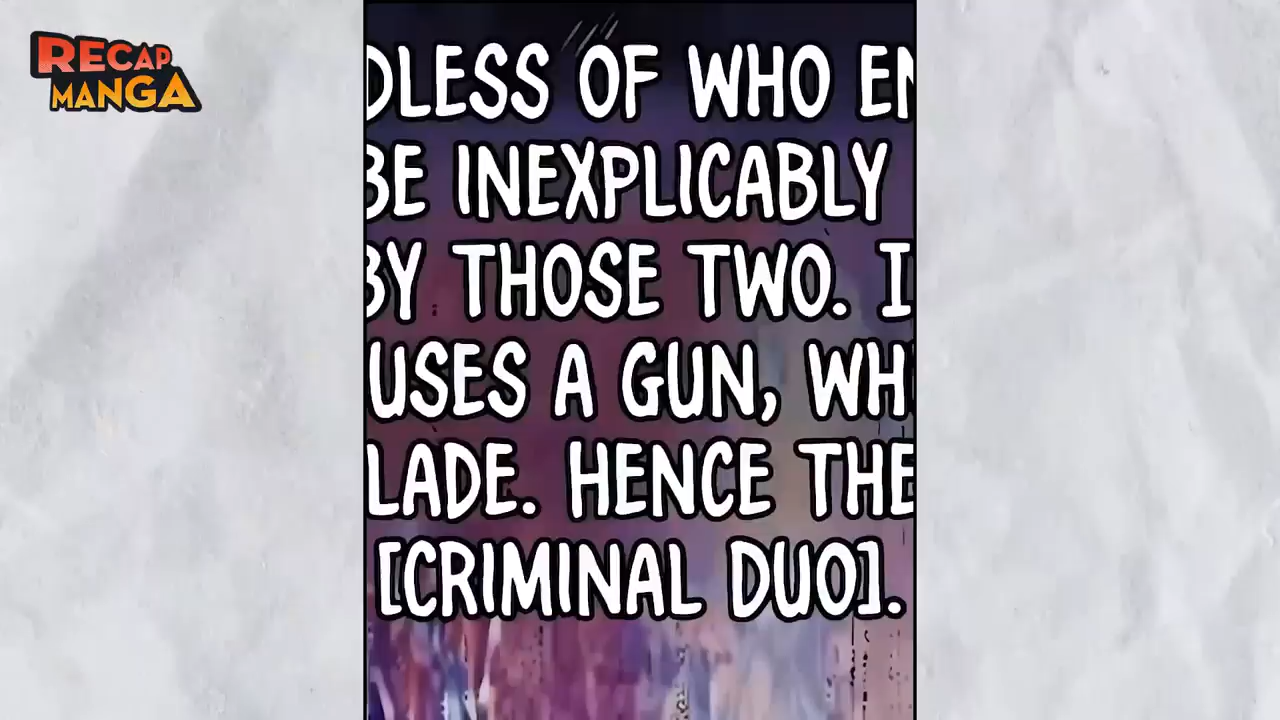 RECAP
MANGA
DLESS OF WHO EN
BE INEXPLICABLY
BY THOSE TWO. I
USES A GUN, WH
LADE. HENCE THE
[CRIMINAL DUO].